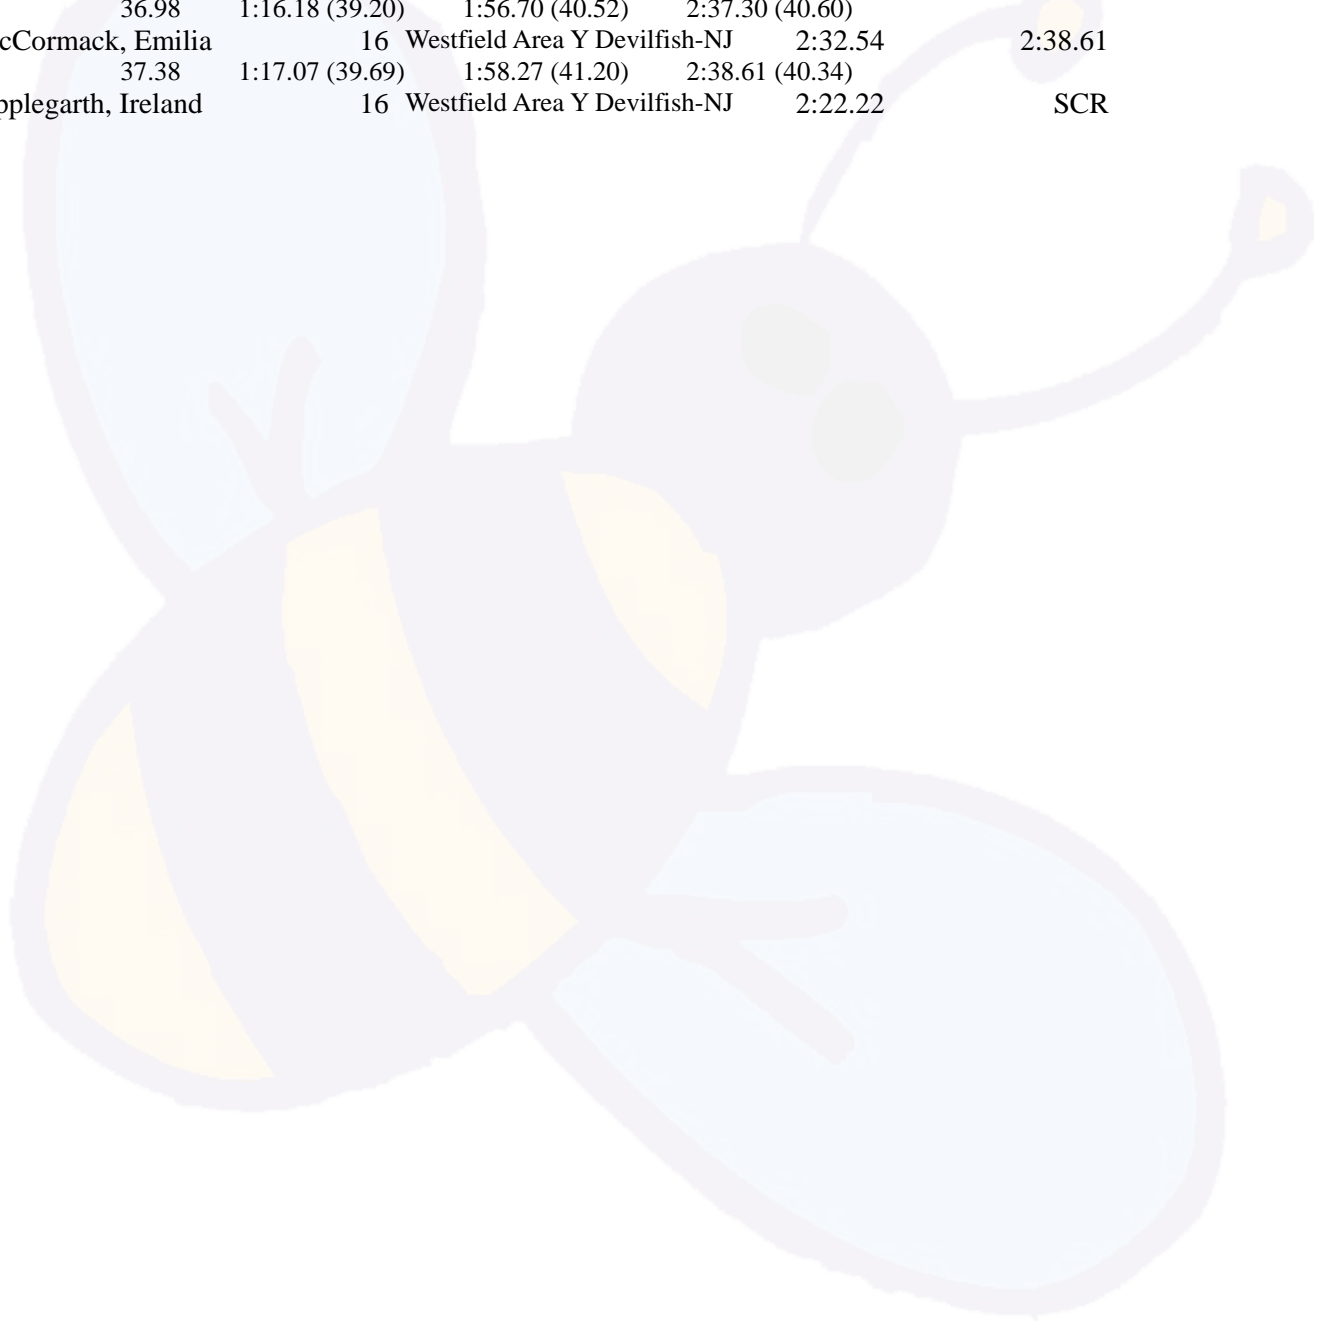 36.98 1:16.18 (39.20) 1:56.70 (40.52) 2:37.30 (40.60)
cCormack, Emilia 16 Westfield Area Y Devilfish-NJ 2:32.54 2:38.61
37.38 1:17.07 (39.69) 1:58.27 (41.20) 2:38.61 (40.34)
pplegarth, Ireland 16 Westfield Area Y Devilfish-NJ 2:22.22 SCR